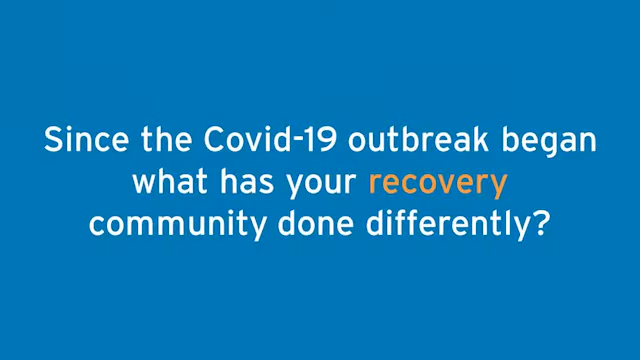 Since the Covid-19 outbreak began
what has your recovery
community done differently?